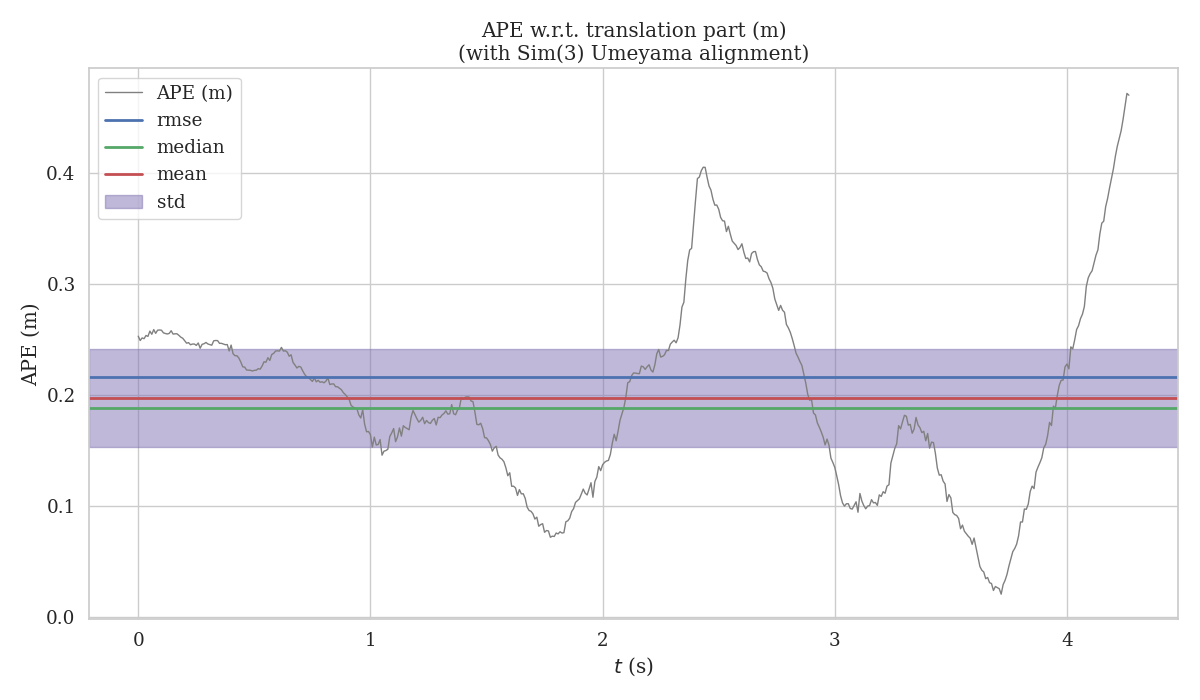 APE w.r.t. translation part (m)
(with Sim(3) Umeyama alignment)
APE (m)
rmse
median
mean
std
APE (m)
0.4
0.3
0.2
0.1
0.0
0 1 2 3 4
t (s)